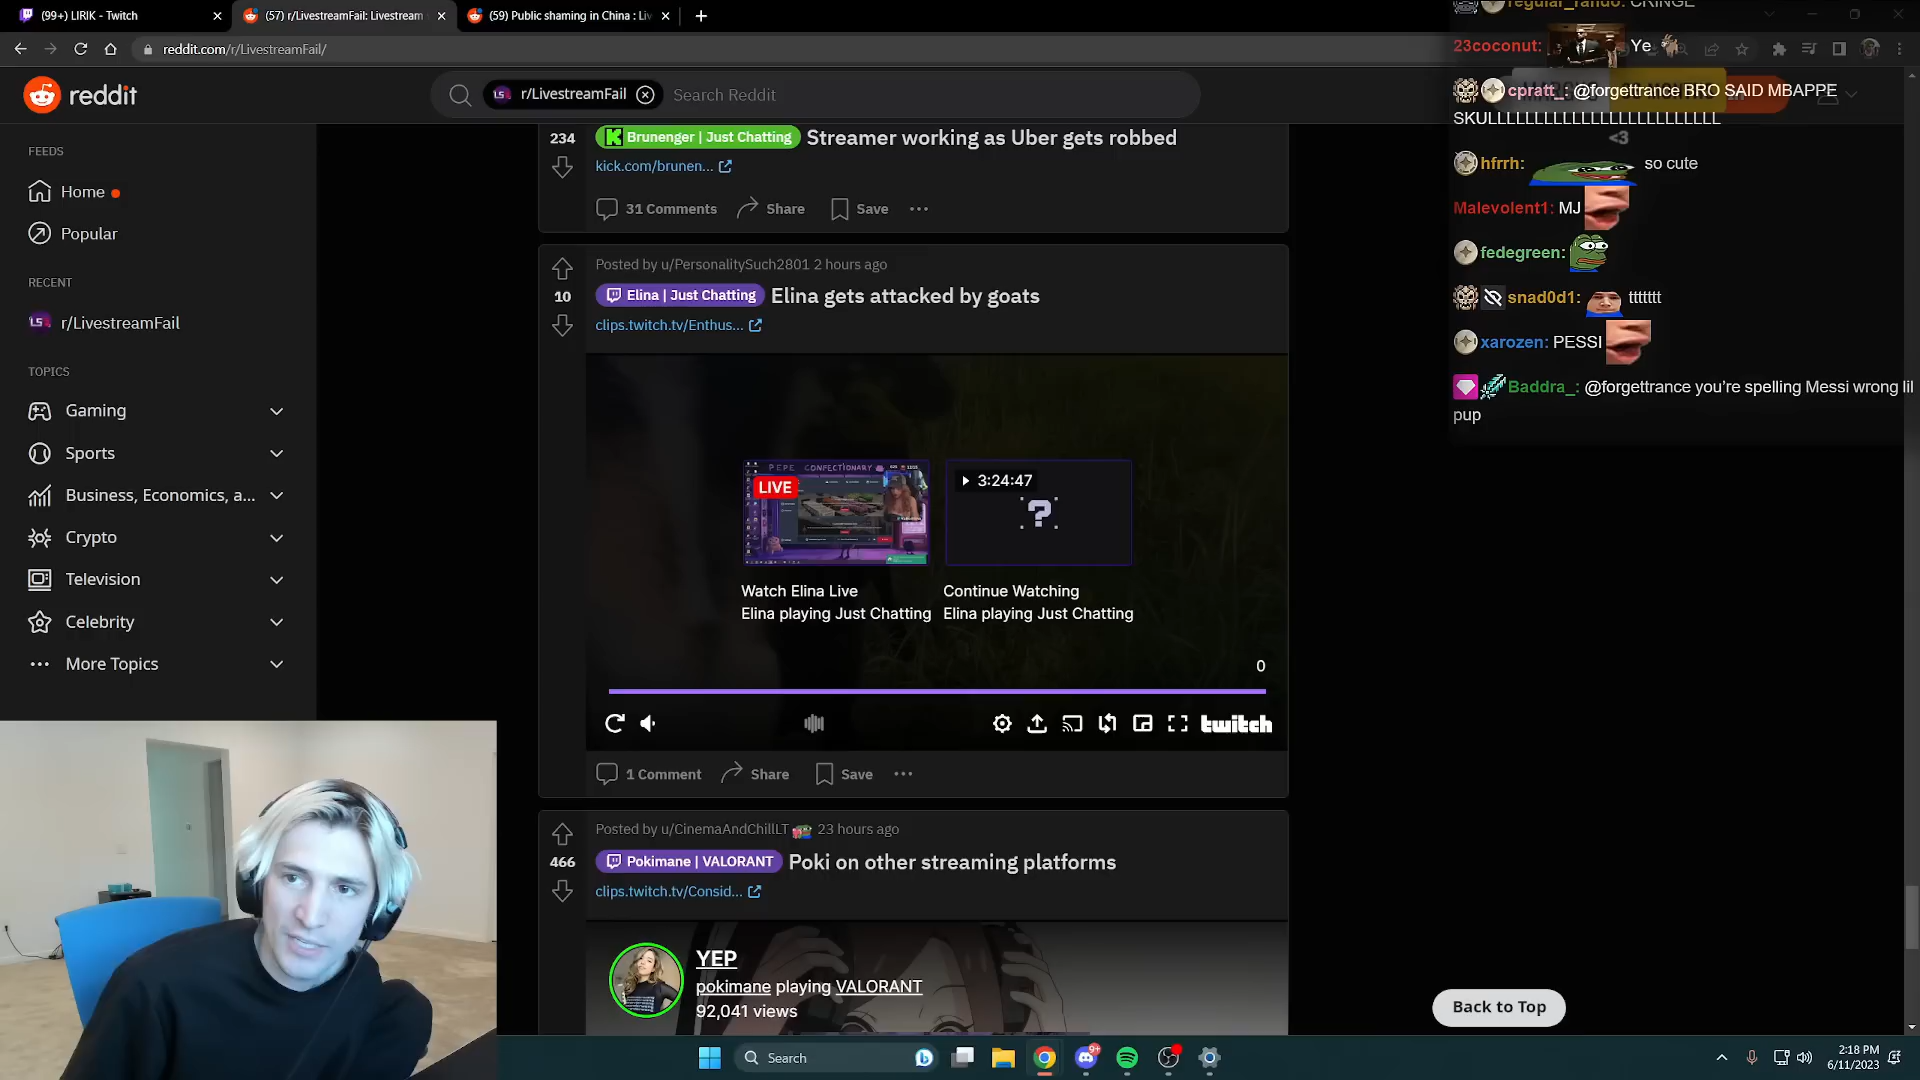 (99+) LIRIK - Twitch
(57) r/LivestreamFail: Livestream
(59) Public shaming in China : Liv
reddit.com/r/LivestreamFail/
reddit
r/LivestreamFail
Search Reddit
FEEDS
Home
Popular
RECENT
r/LivestreamFail
TOPICS
Gaming
Sports
Business, Economics, a...
Crypto
Television
Celebrity
More Topics
234
Brunenger | Just Chatting
Streamer working as Uber gets robbed
kick.com/brunen...
31 Comments
Share
Save
Posted by u/PersonalitySuch2801 2 hours ago
10
Elina | Just Chatting
Elina gets attacked by goats
clips.twitch.tv/Enthus...
PEPE CONFECTIONARY
LIVE
3:24:47
Watch Elina Live
Elina playing Just Chatting
Continue Watching
Elina playing Just Chatting
0
twitch
1 Comment
Share
Save
Posted by u/CinemaAndChillLT 23 hours ago
466
Pokimane | VALORANT
Poki on other streaming platforms
clips.twitch.tv/Consid...
YEP
pokimane playing VALORANT
92,041 views
regular_rando: CRINGE
23coconut: Ye
cpratt_: @forgettrance BRO SAID MBAPPE
SKULLLLLLLLLLLLLLLLLLLLLLLL
<3
hfrrh: so cute
Malevolent1: MJ
fedegreen:
snad0d1: ttttttt
xarozen: PESSI
Baddra_: @forgettrance you're spelling Messi wrong lil
pup
Back to Top
Search
9+
2:18 PM
6/11/2023